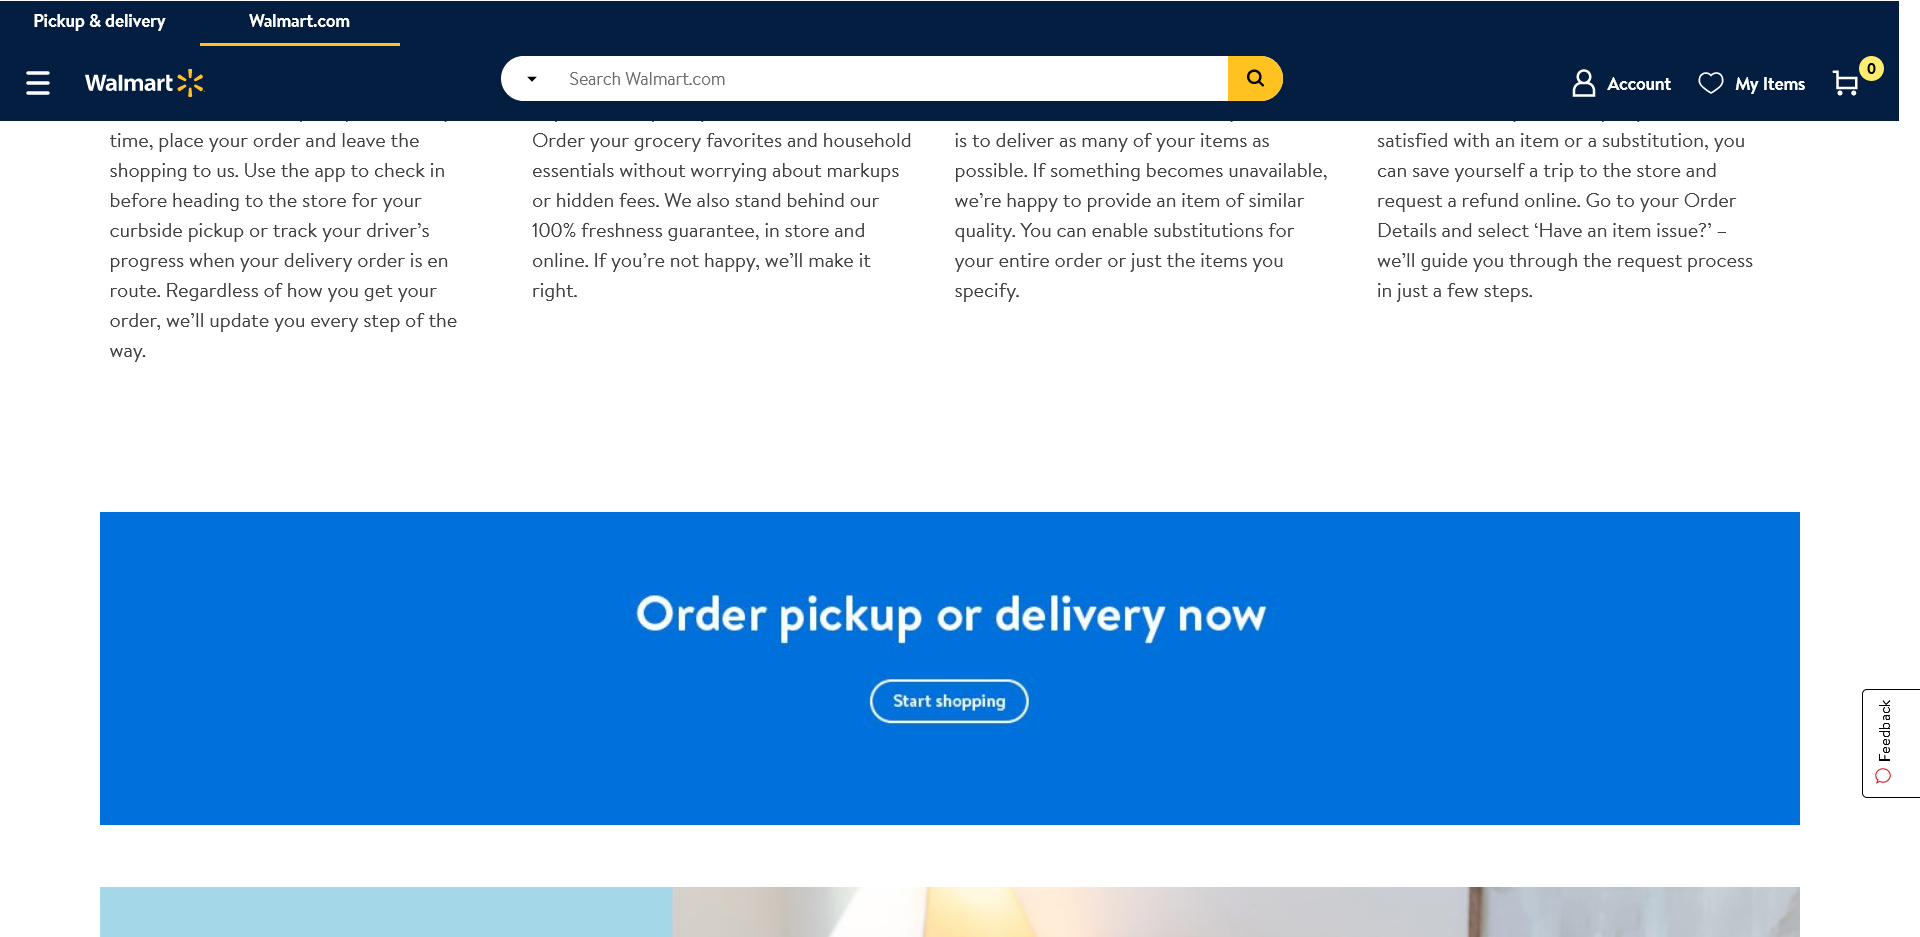 Pickup & delivery
Walmart.com
Walmart
Search Walmart.com
Account
My Items
0
time, place your order and leave the
shopping to us. Use the app to check in
before heading to the store for your
curbside pickup or track your driver’s
progress when your delivery order is en
route. Regardless of how you get your
order, we’ll update you every step of the
way.
Order your grocery favorites and household
essentials without worrying about markups
or hidden fees. We also stand behind our
100% freshness guarantee, in store and
online. If you’re not happy, we’ll make it
right.
is to deliver as many of your items as
possible. If something becomes unavailable,
we’re happy to provide an item of similar
quality. You can enable substitutions for
your entire order or just the items you
specify.
satisfied with an item or a substitution, you
can save yourself a trip to the store and
request a refund online. Go to your Order
Details and select ‘Have an item issue?’ –
we’ll guide you through the request process
in just a few steps.
Order pickup or delivery now
Start shopping
Feedback